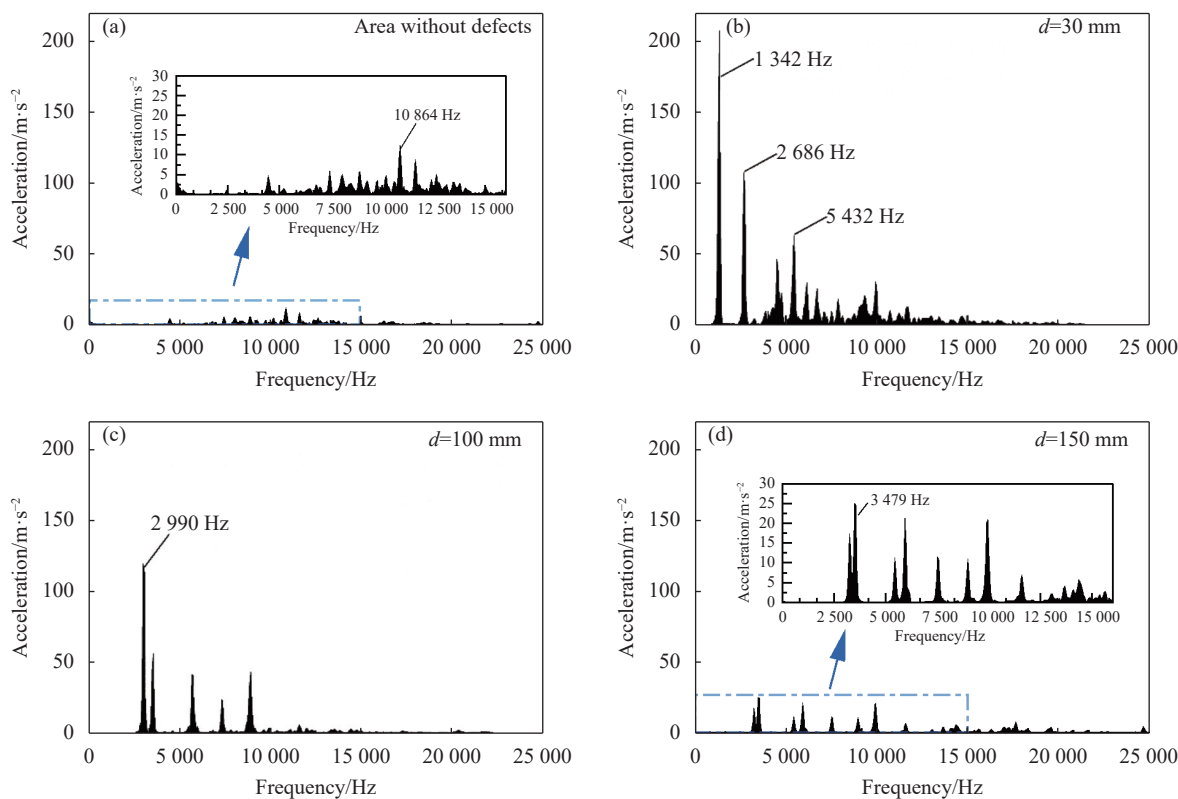 (a)
Area without defects
200
150
100
50
0
Acceleration/m·s⁻²
30
25
20
15
10
5
0
Acceleration/m·s⁻²
10 864 Hz
0 2 500 5 000 7 500 10 000 12 500 15 000
Frequency/Hz
0 5 000 10 000 15 000 20 000 25 000
Frequency/Hz
(b)
d=30 mm
200
150
100
50
0
Acceleration/m·s⁻²
1 342 Hz
2 686 Hz
5 432 Hz
0 5 000 10 000 15 000 20 000 25 000
Frequency/Hz
(c)
d=100 mm
200
150
100
50
0
Acceleration/m·s⁻²
2 990 Hz
0 5 000 10 000 15 000 20 000 25 000
Frequency/Hz
(d)
d=150 mm
200
150
100
50
0
Acceleration/m·s⁻²
30
25
20
15
10
5
0
Acceleration/m·s⁻²
3 479 Hz
0 2 500 5 000 7 500 10 000 12 500 15 000
Frequency/Hz
0 5 000 10 000 15 000 20 000 25 000
Frequency/Hz